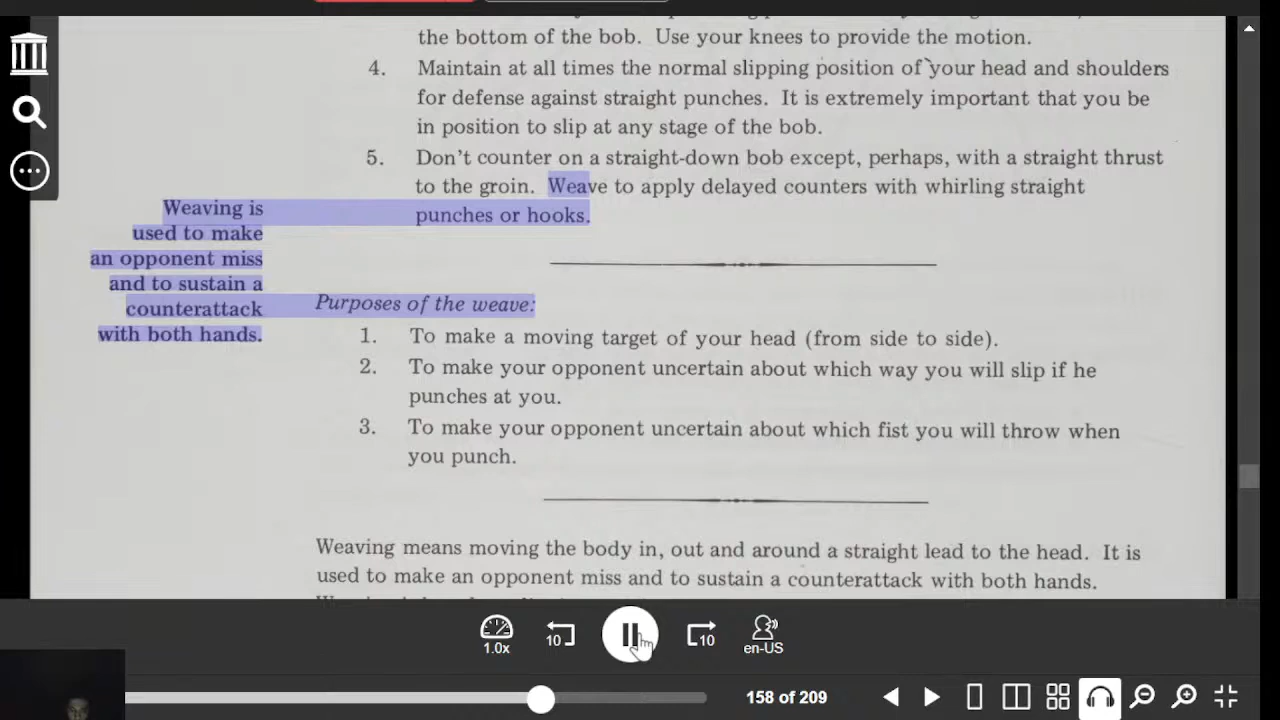 the bottom of the bob. Use your knees to provide the motion.
4. Maintain at all times the normal slipping position of your head and shoulders
for defense against straight punches. It is extremely important that you be
in position to slip at any stage of the bob.
5. Don't counter on a straight-down bob except, perhaps, with a straight thrust
to the groin. Weave to apply delayed counters with whirling straight
punches or hooks.
Weaving is
used to make
an opponent miss
and to sustain a
counterattack
with both hands.
Purposes of the weave:
1. To make a moving target of your head (from side to side).
2. To make your opponent uncertain about which way you will slip if he
punches at you.
3. To make your opponent uncertain about which fist you will throw when
you punch.
Weaving means moving the body in, out and around a straight lead to the head. It is
used to make an opponent miss and to sustain a counterattack with both hands.
1.0x
10
10
en-US
158 of 209